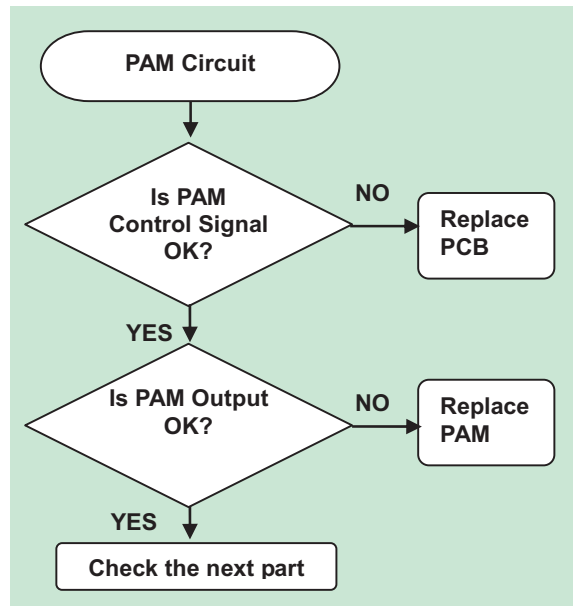 PAM Circuit
Is PAM
Control Signal
OK?
NO
Replace
PCB
YES
Is PAM Output
OK?
NO
Replace
PAM
YES
Check the next part